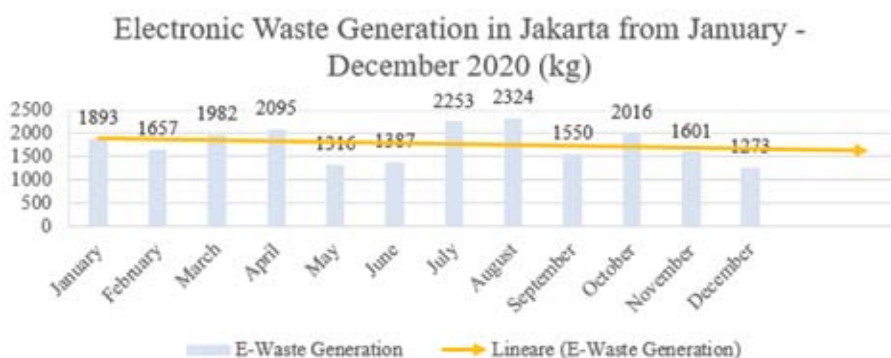 Electronic Waste Generation in Jakarta from January -
December 2020 (kg)
2500
2000
1500
1000
500
0
1893
1657
1982
2095
1316
1387
2253
2324
1550
2016
1601
1273
January
February
March
April
May
June
July
August
September
October
November
December
E-Waste Generation
Lineare (E-Waste Generation)